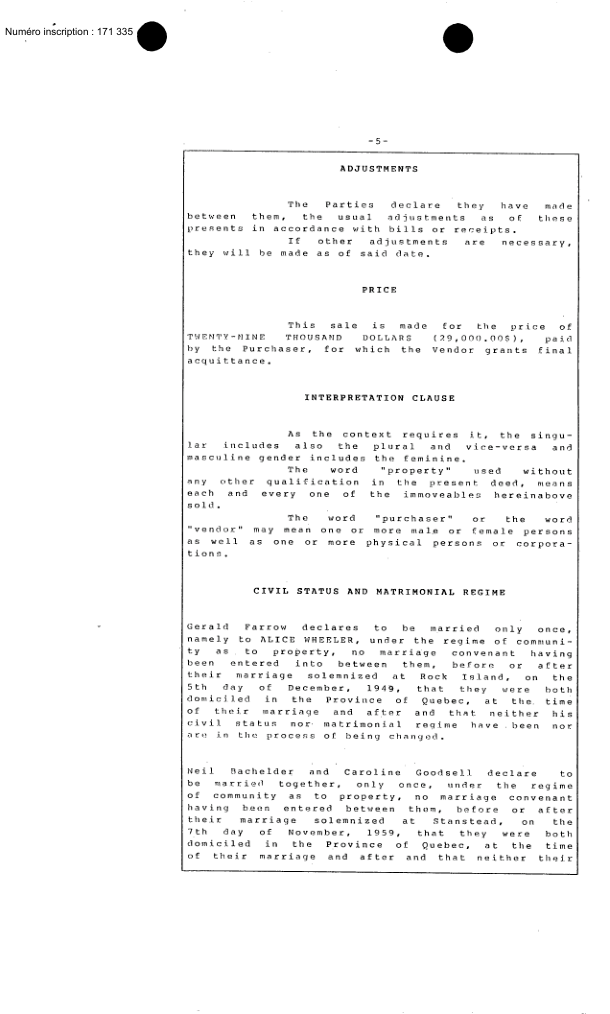 Numéro inscription : 171 335
-5-
ADJUSTMENTS
The Parties declare they have made
between them, the usual adjustments as of these
presents in accordance with bills or receipts.
If other adjustments are necessary,
they will be made as of said date.
PRICE
This sale is made for the price of
TWENTY-NINE THOUSAND DOLLARS (29,000.00$), paid
by the Purchaser, for which the Vendor grants final
acquittance.
INTERPRETATION CLAUSE
As the context requires it, the singu-
lar includes also the plural and vice-versa and
masculine gender includes the feminine.
The word "property" used without
any other qualification in the present deed, means
each and every one of the immoveables hereinabove
sold.
The word "purchaser" or the word
"vendor" may mean one or more male or female persons
as well as one or more physical persons or corpora-
tions.
CIVIL STATUS AND MATRIMONIAL REGIME
Gerald Farrow declares to be married only once,
namely to ALICE WHEELER, under the regime of communi-
ty as to property, no marriage convenant having
been entered into between them, before or after
their marriage solemnized at Rock Island, on the
5th day of December, 1949, that they were both
domiciled in the Province of Quebec, at the time
of their marriage and after and that neither his
civil status nor matrimonial regime have been nor
are in the process of being changed.
Neil Bachelder and Caroline Goodsell declare to
be married together, only once, under the regime
of community as to property, no marriage convenant
having been entered between them, before or after
their marriage solemnized at Stanstead, on the
7th day of November, 1959, that they were both
domiciled in the Province of Quebec, at the time
of their marriage and after and that neither their